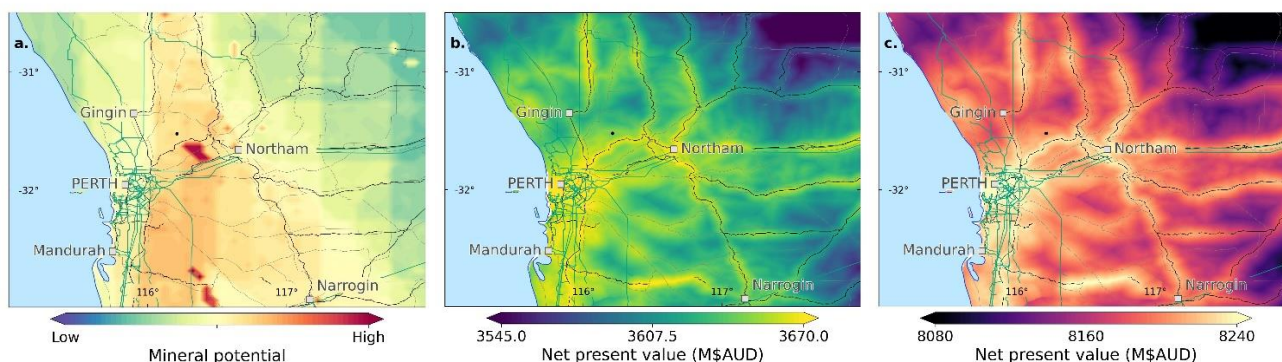 a.
-31°
Gingin
Northam
PERTH
-32°
Mandurah
Narrogin
116°
117°
Low
High
Mineral potential
b.
-31°
Gingin
Northam
PERTH
-32°
Mandurah
Narrogin
116°
117°
3545.0
3607.5
3670.0
Net present value (M$AUD)
c.
-31°
Gingin
Northam
PERTH
-32°
Mandurah
Narrogin
116°
117°
8080
8160
8240
Net present value (M$AUD)